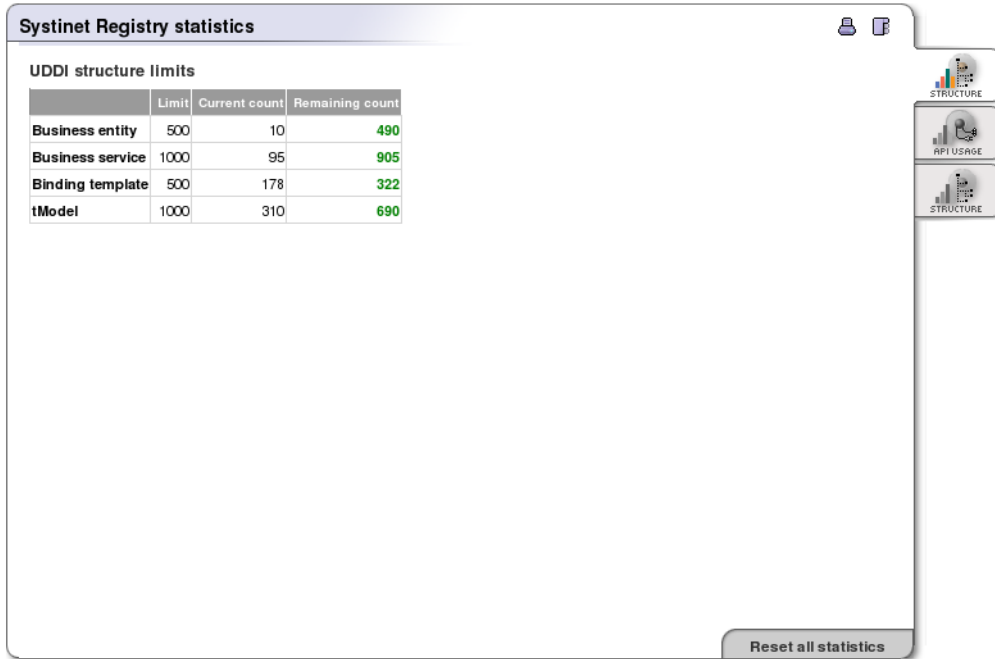 Systinet Registry statistics
UDDI structure limits
Limit Current count Remaining count
Business entity 500 10 490
Business service 1000 95 905
Binding template 500 178 322
tModel 1000 310 690
STRUCTURE
API USAGE
STRUCTURE
Reset all statistics